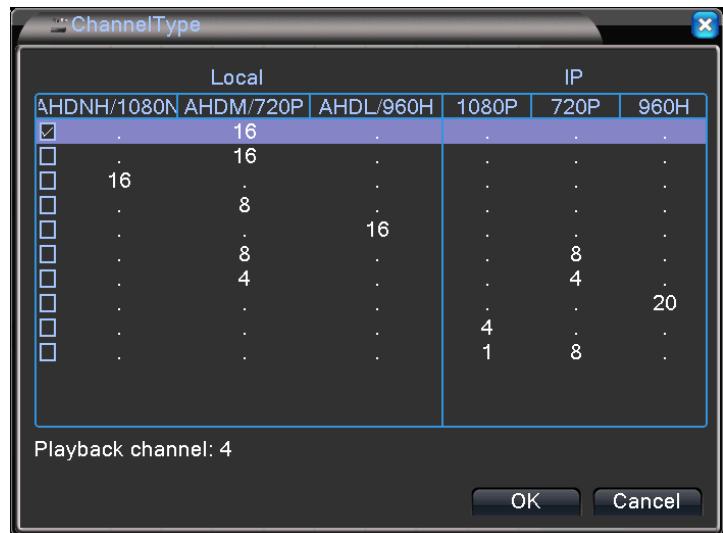 ChannelType
Local IP
AHDNH/1080N AHDM/720P AHDL/960H 1080P 720P 960H
. 16 . . . .
. 16 . . . .
16 . . . . .
. 8 . . . .
. . 16 . . .
. 8 . . 8 .
. 4 . . 4 .
. . . . . 20
. . . 4 . .
. . . 1 8 .
Playback channel: 4
OK Cancel